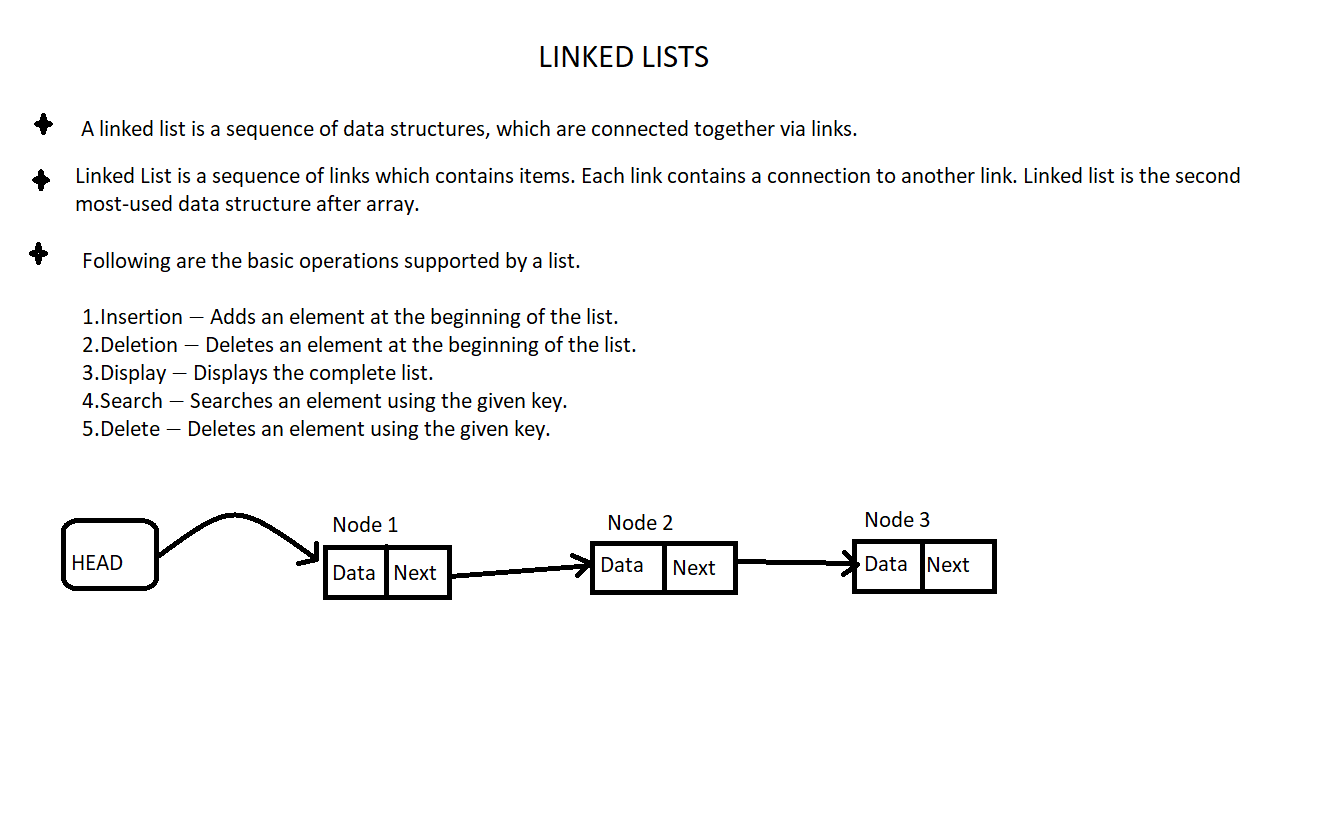 LINKED LISTS
A linked list is a sequence of data structures, which are connected together via links.
Linked List is a sequence of links which contains items. Each link contains a connection to another link. Linked list is the second
most-used data structure after array.
Following are the basic operations supported by a list.
1.Insertion − Adds an element at the beginning of the list.
2.Deletion − Deletes an element at the beginning of the list.
3.Display − Displays the complete list.
4.Search − Searches an element using the given key.
5.Delete − Deletes an element using the given key.
Node 1 Node 2 Node 3
HEAD Data Next Data Next Data Next